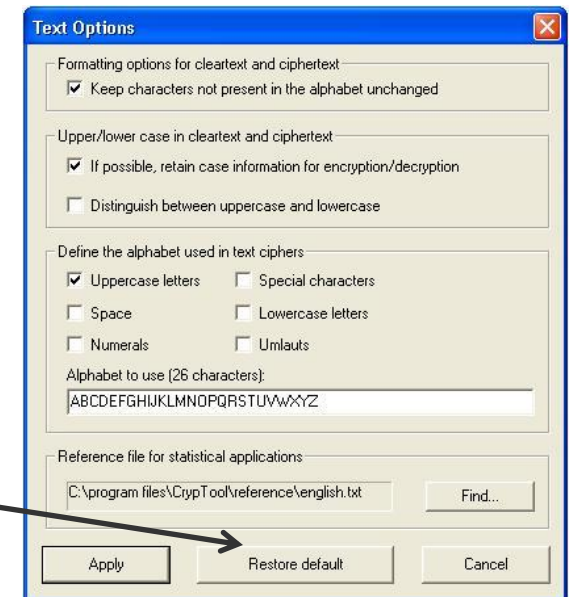 Text Options
Formatting options for cleartext and ciphertext
Keep characters not present in the alphabet unchanged
Upper/lower case in cleartext and ciphertext
If possible, retain case information for encryption/decryption
Distinguish between uppercase and lowercase
Define the alphabet used in text ciphers
Uppercase letters Special characters
Space Lowercase letters
Numerals Umlauts
Alphabet to use (26 characters):
ABCDEFGHIJKLMNOPQRSTUVWXYZ
Reference file for statistical applications
C:\program files\CrypTool\reference\english.txt Find...
Apply Restore default Cancel